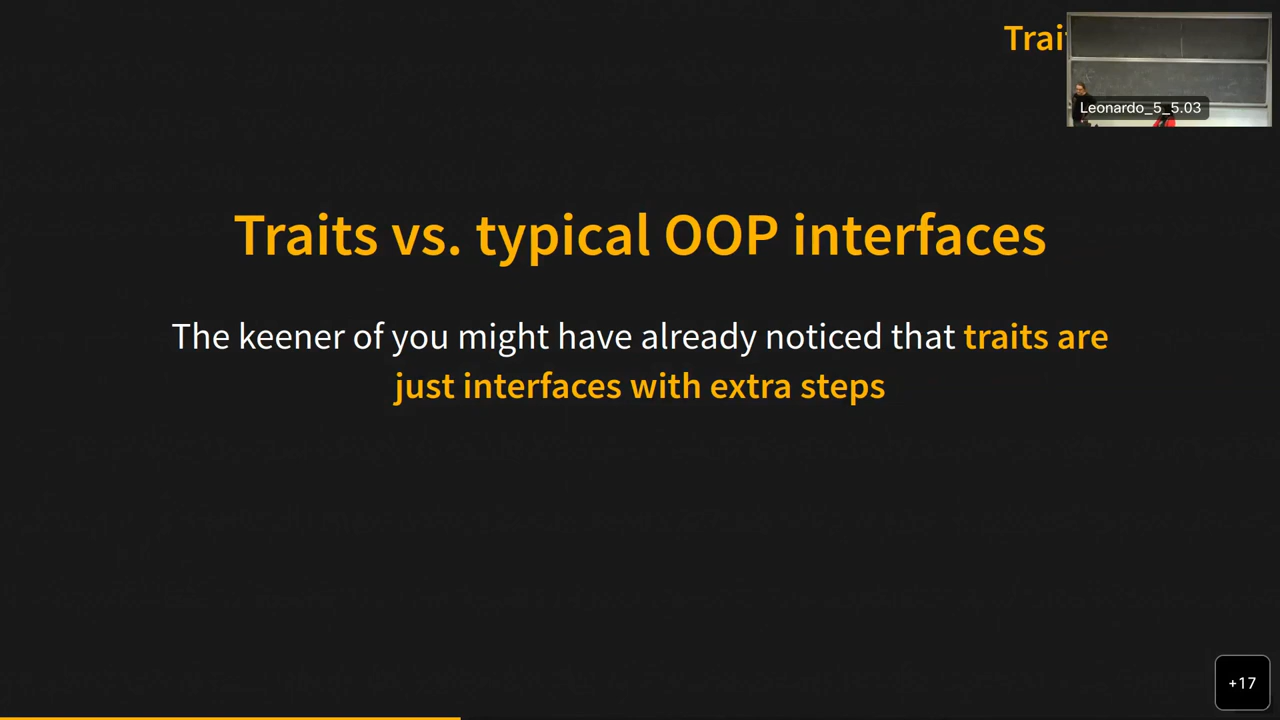 Trai
Leonardo_5_5.03
Traits vs. typical OOP interfaces
The keener of you might have already noticed that traits are
just interfaces with extra steps
+17